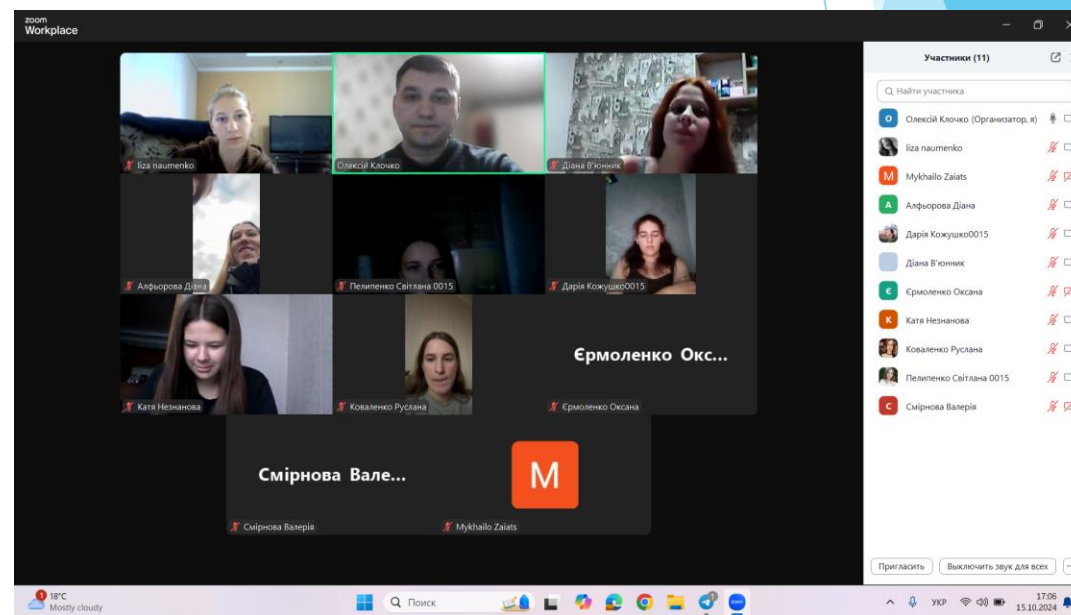 zoom
Workplace
liza naumenko
Олексій Клочко
Діана В'юнник
Алфьорова Діана
Пелипенко Світлана 0015
Дарія Кожушко0015
Катя Незнанова
Коваленко Руслана
Єрмоленко Окс...
Єрмоленко Оксана
Смірнова Вале...
Смірнова Валерія
M
Mykhailo Zaiats
Участники (11)
Найти участника
О Олексій Клочко (Организатор, я)
liza naumenko
M Mykhailo Zaiats
А Алфьорова Діана
Дарія Кожушко0015
Діана В'юнник
Є Єрмоленко Оксана
К Катя Незнанова
Коваленко Руслана
Пелипенко Світлана 0015
С Смірнова Валерія
Пригласить
Выключить звук для всех
1
18°C
Mostly cloudy
Поиск
УКР
17:06
15.10.2024